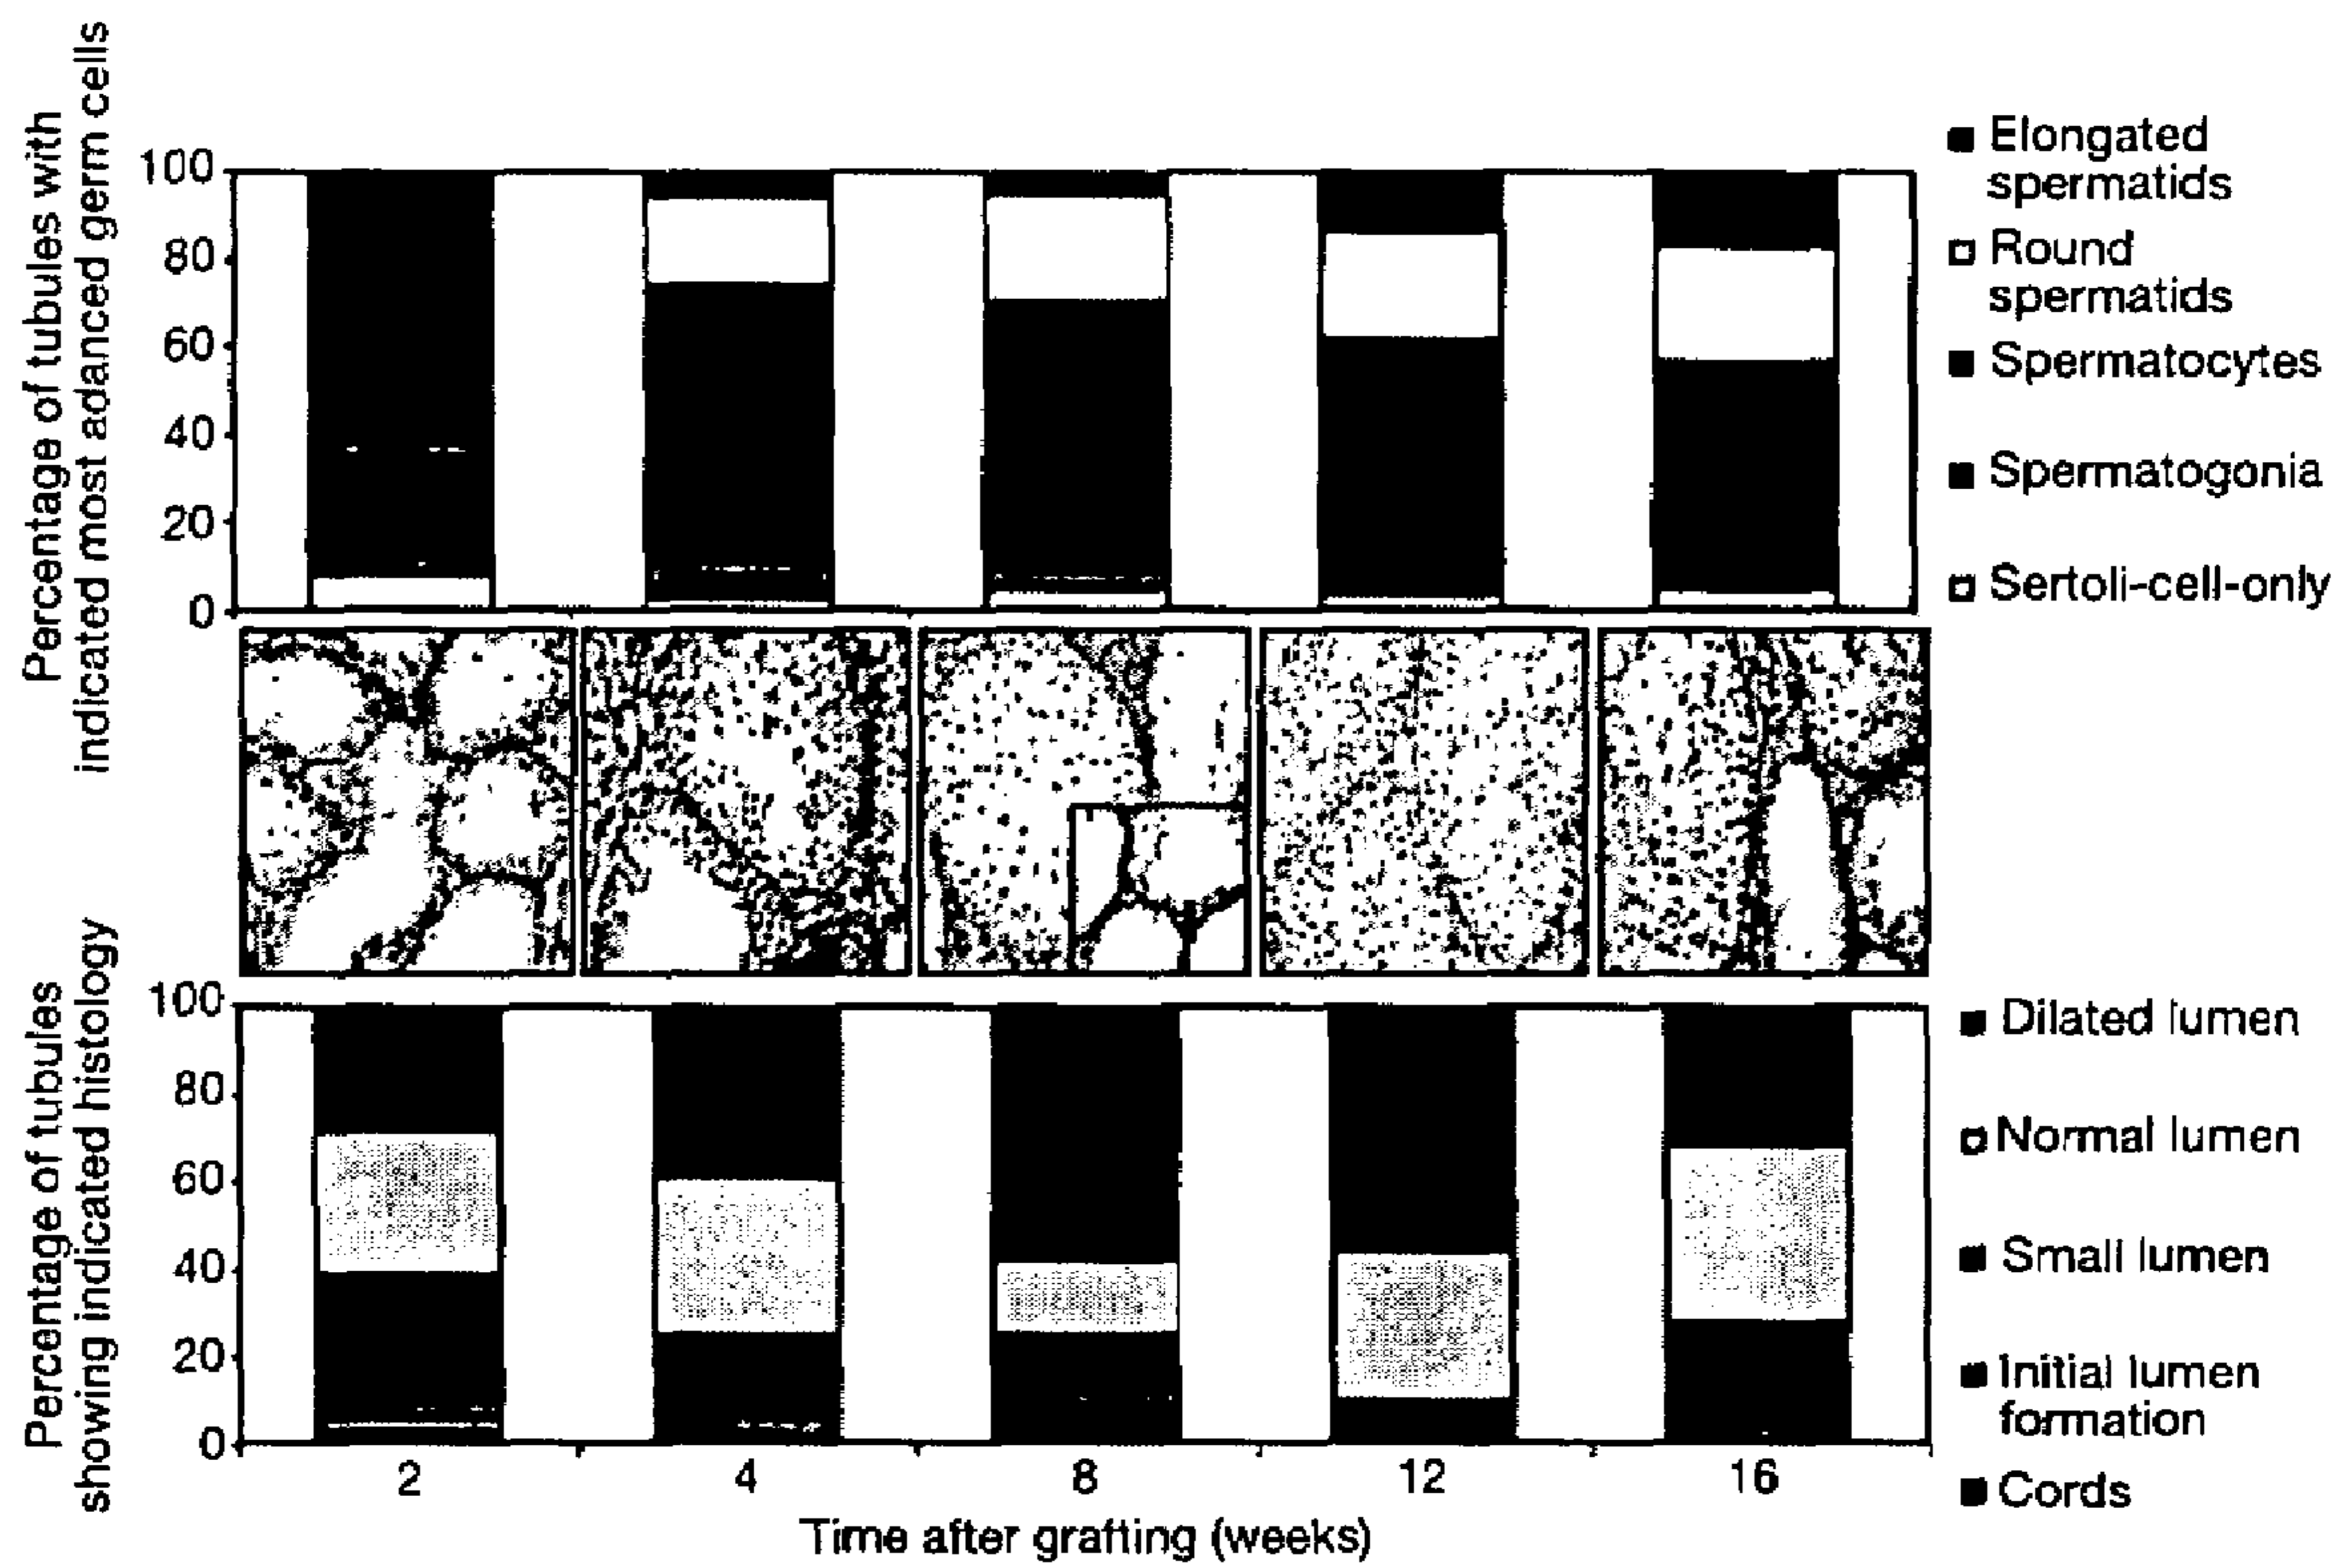 Percentage of tubules with
indicated most adanced germ cells
100
80
60
40
20
0
Elongated
spermatids
Round
spermatids
Spermatocytes
Spermatogonia
Sertoli-cell-only
Percentage of tubules
showing indicated histology
100
80
60
40
20
0
2 4 8 12 16
Time after grafting (weeks)
Dilated lumen
Normal lumen
Small lumen
Initial lumen
formation
Cords